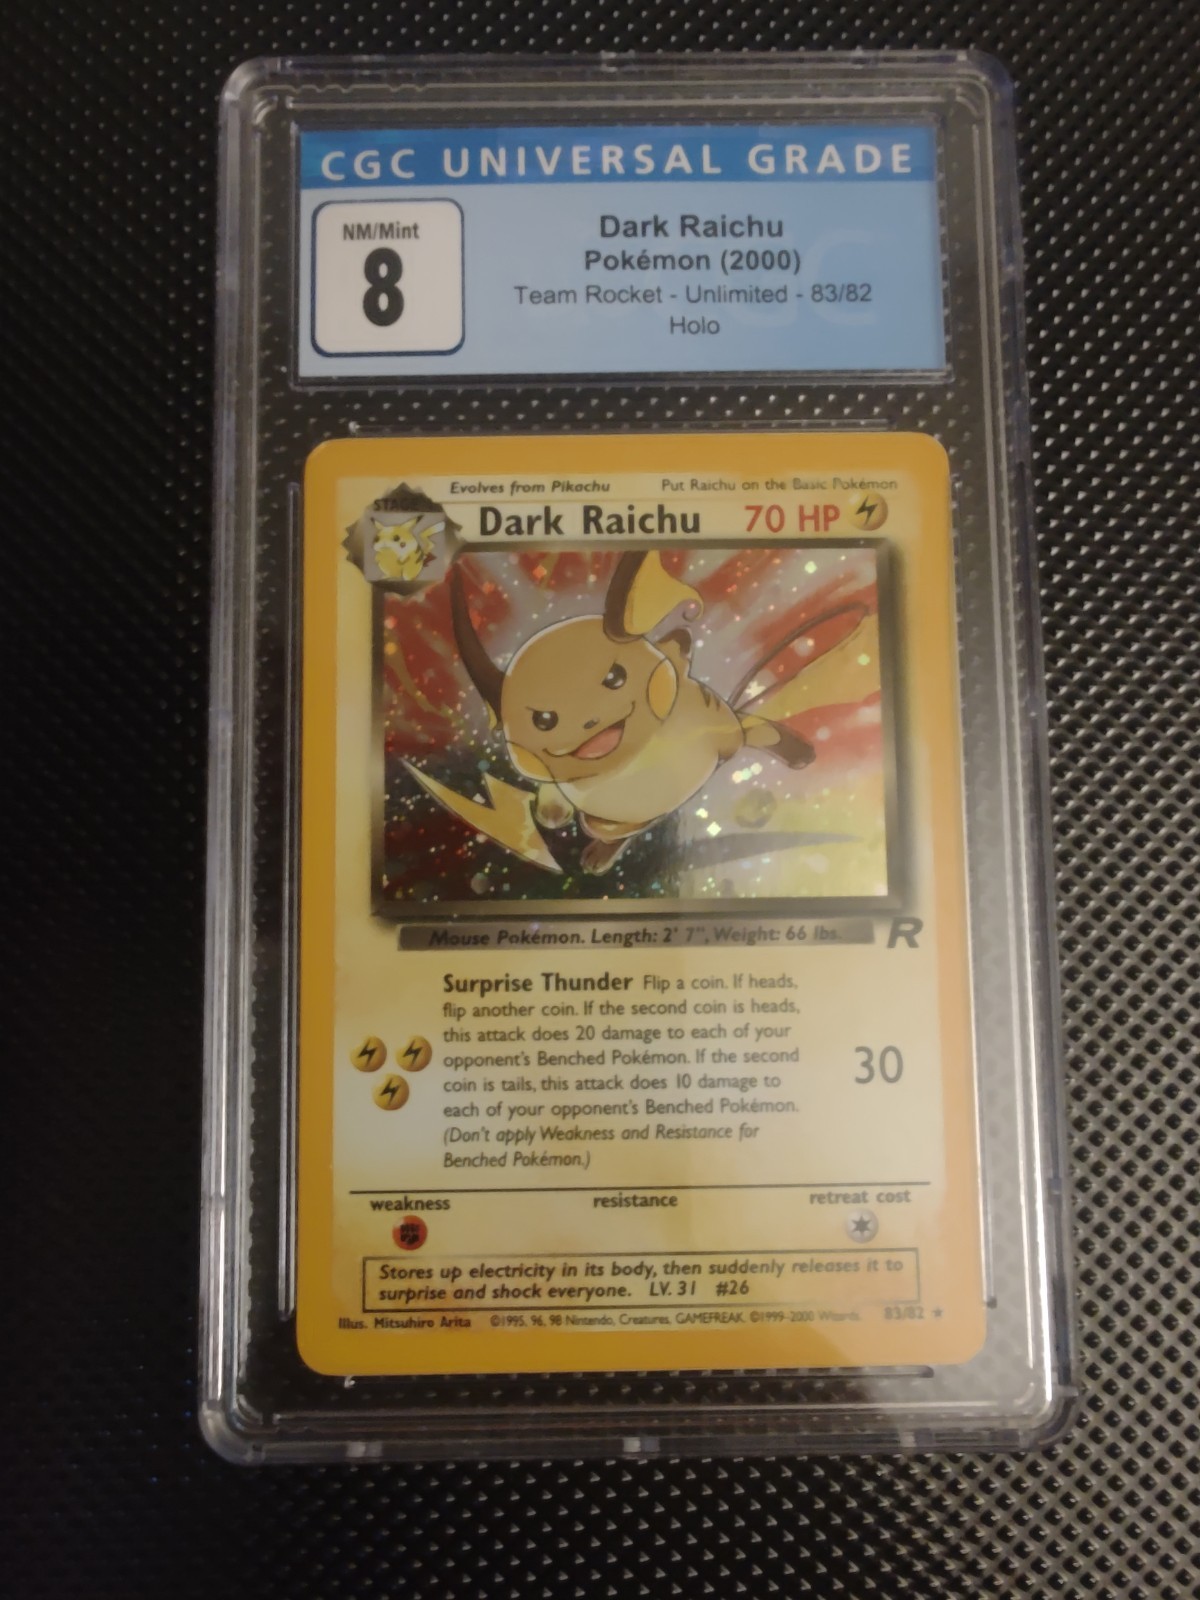 CGC UNIVERSAL GRADE
NM/Mint
8
Dark Raichu
Pokémon (2000)
Team Rocket - Unlimited - 83/82
Holo
Evolves from Pikachu Put Raichu on the Basic Pokémon
STAGE
Dark Raichu 70 HP
Mouse Pokémon. Length: 2' 7", Weight: 66 lbs.
R
Surprise Thunder Flip a coin. If heads,
flip another coin. If the second coin is heads,
this attack does 20 damage to each of your
opponent's Benched Pokémon. If the second
coin is tails, this attack does 10 damage to
each of your opponent's Benched Pokémon.
(Don't apply Weakness and Resistance for
Benched Pokémon.)
30
weakness resistance retreat cost
Stores up electricity in its body, then suddenly releases it to
surprise and shock everyone. LV. 31 #26
Illus. Mitsuhiro Arita ©1995, 96, 98 Nintendo, Creatures, GAMEFREAK. ©1999-2000 Wizards. 83/82 ★